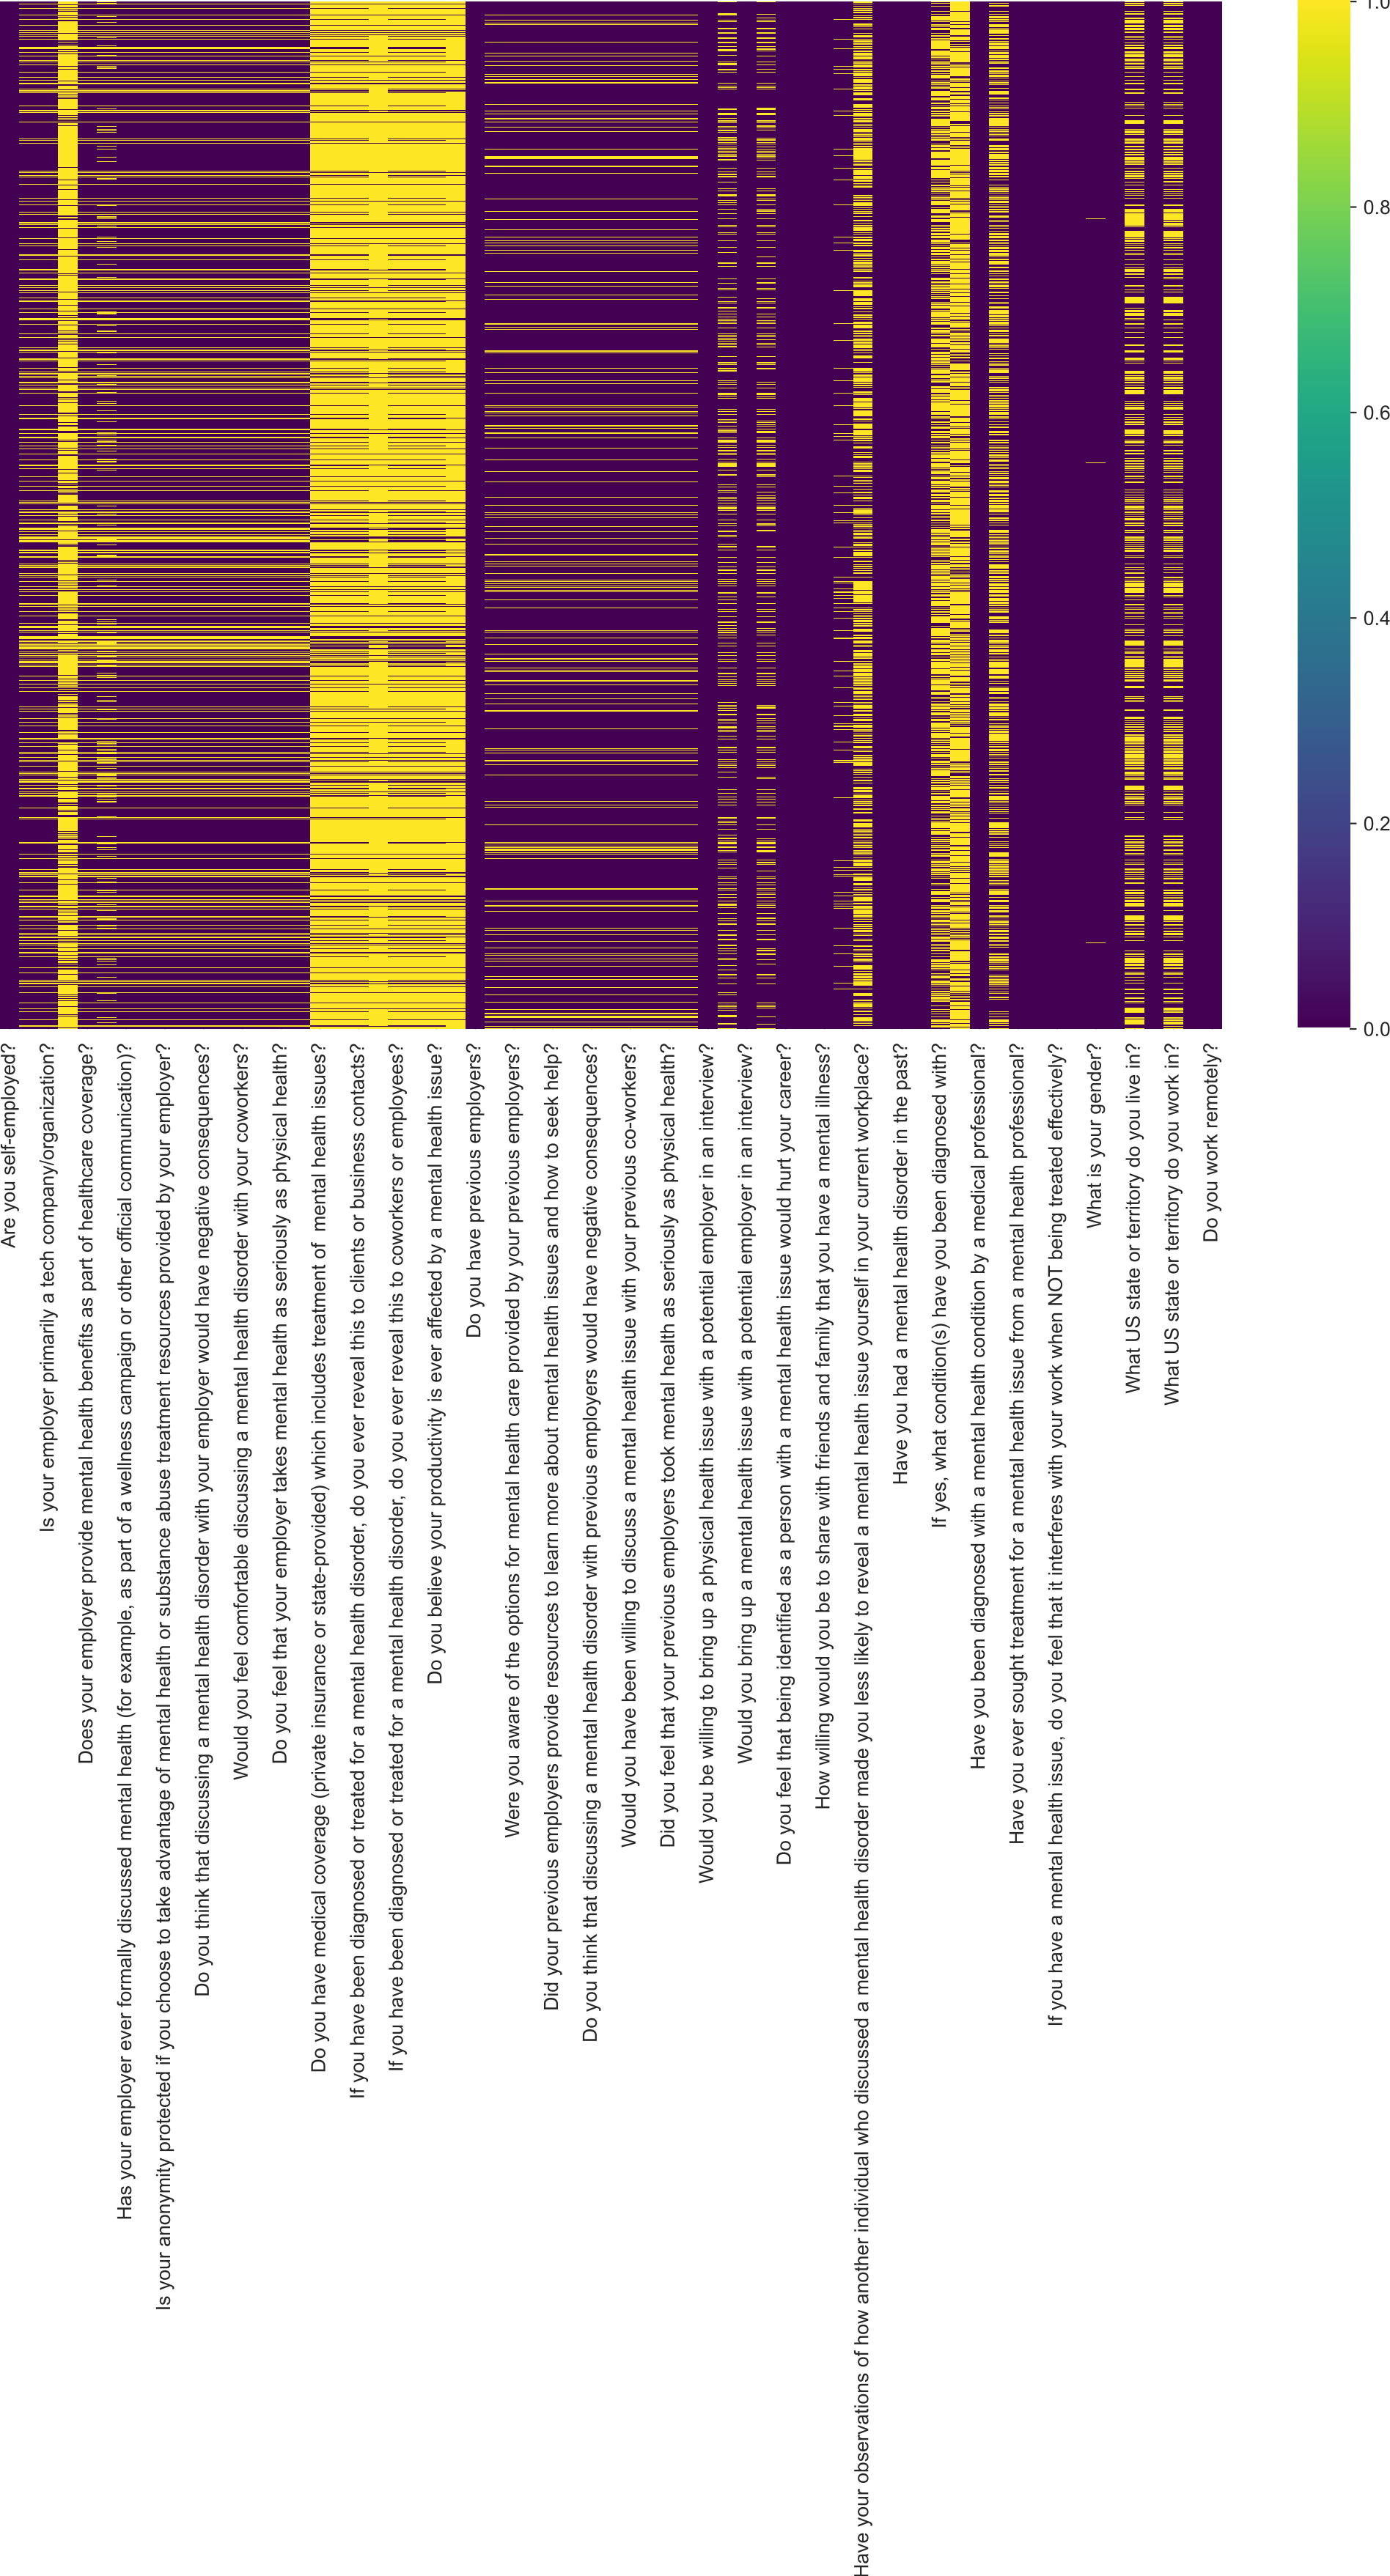 1.0
0.8
0.6
0.4
0.2
0.0
Are you self-employed?
Is your employer primarily a tech company/organization?
Does your employer provide mental health benefits as part of healthcare coverage?
Has your employer ever formally discussed mental health (for example, as part of a wellness campaign or other official communication)?
Is your anonymity protected if you choose to take advantage of mental health or substance abuse treatment resources provided by your employer?
Do you think that discussing a mental health disorder with your employer would have negative consequences?
Would you feel comfortable discussing a mental health disorder with your coworkers?
Do you feel that your employer takes mental health as seriously as physical health?
Do you have medical coverage (private insurance or state-provided) which includes treatment of mental health issues?
If you have been diagnosed or treated for a mental health disorder, do you ever reveal this to clients or business contacts?
If you have been diagnosed or treated for a mental health disorder, do you ever reveal this to coworkers or employees?
Do you believe your productivity is ever affected by a mental health issue?
Do you have previous employers?
Were you aware of the options for mental health care provided by your previous employers?
Did your previous employers provide resources to learn more about mental health issues and how to seek help?
Do you think that discussing a mental health disorder with previous employers would have negative consequences?
Would you have been willing to discuss a mental health issue with your previous co-workers?
Did you feel that your previous employers took mental health as seriously as physical health?
Would you be willing to bring up a physical health issue with a potential employer in an interview?
Would you bring up a mental health issue with a potential employer in an interview?
Do you feel that being identified as a person with a mental health issue would hurt your career?
How willing would you be to share with friends and family that you have a mental illness?
Have your observations of how another individual who discussed a mental health disorder made you less likely to reveal a mental health issue yourself in your current workplace?
Have you had a mental health disorder in the past?
If yes, what condition(s) have you been diagnosed with?
Have you been diagnosed with a mental health condition by a medical professional?
Have you ever sought treatment for a mental health issue from a mental health professional?
If you have a mental health issue, do you feel that it interferes with your work when NOT being treated effectively?
What is your gender?
What US state or territory do you live in?
What US state or territory do you work in?
Do you work remotely?